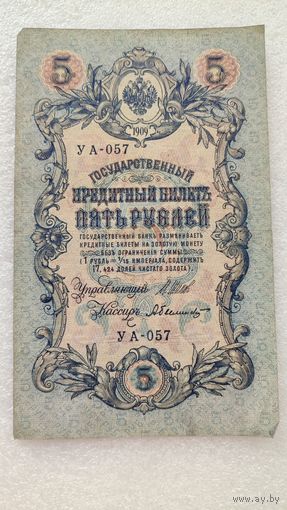 5 5
1909
УА-057
ГОСУДАРСТВЕННЫЙ
КРЕДИТНЫЙ БИЛЕТЪ
ПЯТЬ РУБЛЕЙ
ГОСУДАРСТВЕННЫЙ БАНКЪ РАЗМѢНИВАЕТЪ
КРЕДИТНЫЕ БИЛЕТЫ НА ЗОЛОТУЮ МОНЕТУ
БЕЗЪ ОГРАНИЧЕНІЯ СУММЫ
(1 РУБЛЬ = 1/15 ИМПЕРІАЛА, СОДЕРЖИТЪ
17,424 ДОЛЕЙ ЧИСТАГО ЗОЛОТА).
Управляющій
Кассиръ
УА-057
5
www.ay.by